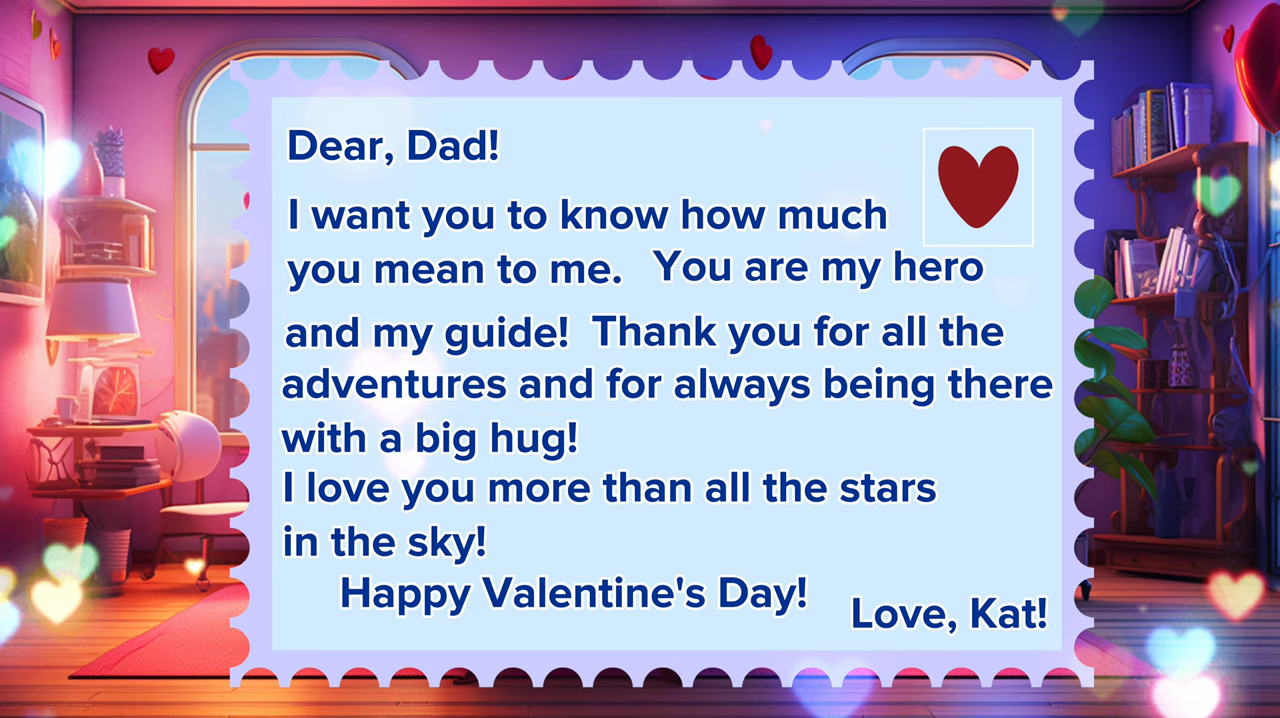 Dear, Dad!
I want you to know how much
you mean to me. You are my hero
and my guide! Thank you for all the
adventures and for always being there
with a big hug!
I love you more than all the stars
in the sky!
Happy Valentine's Day!
Love, Kat!